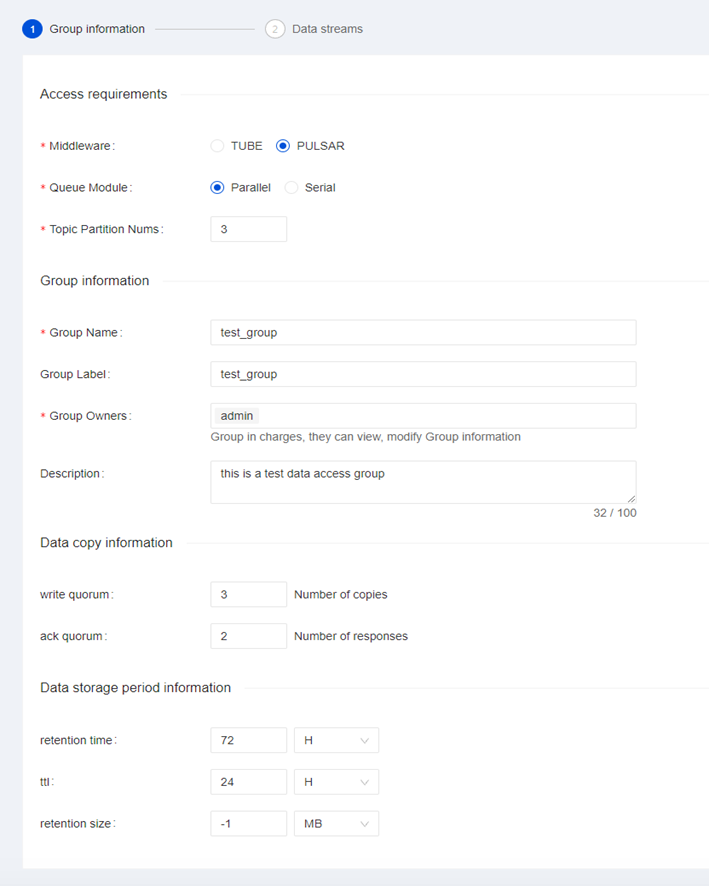 1 Group information 2 Data streams
Access requirements
* Middleware: TUBE PULSAR
* Queue Module: Parallel Serial
* Topic Partition Nums: 3
Group information
* Group Name: test_group
Group Label: test_group
* Group Owners: admin
Group in charges, they can view, modify Group information
Description: this is a test data access group
32 / 100
Data copy information
write quorum: 3 Number of copies
ack quorum: 2 Number of responses
Data storage period information
retention time: 72 H
ttl: 24 H
retention size: -1 MB